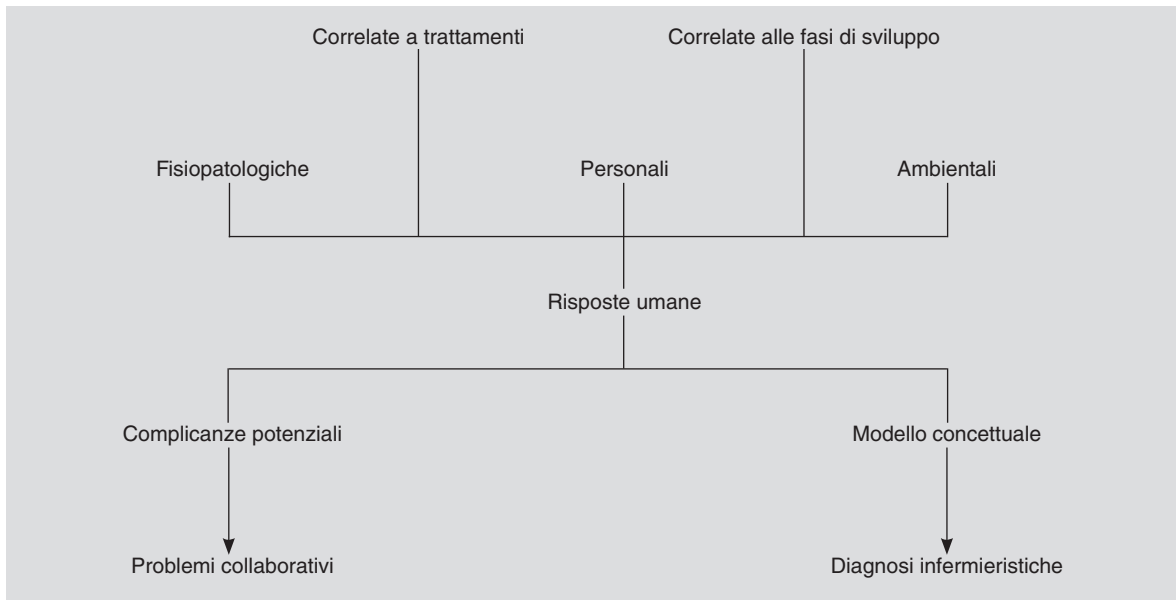 Correlate a trattamenti
Correlate alle fasi di sviluppo
Fisiopatologiche
Personali
Ambientali
Risposte umane
Complicanze potenziali
Modello concettuale
Problemi collaborativi
Diagnosi infermieristiche